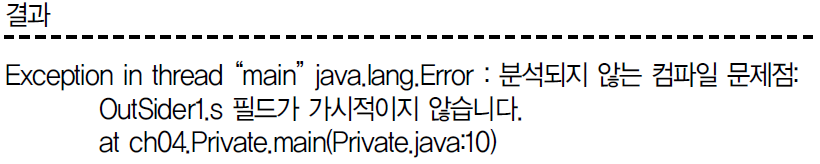 결과
Exception in thread “main” java.lang.Error : 분석되지 않는 컴파일 문제점:
OutSider1.s 필드가 가시적이지 않습니다.
at ch04.Private.main(Private.java:10)